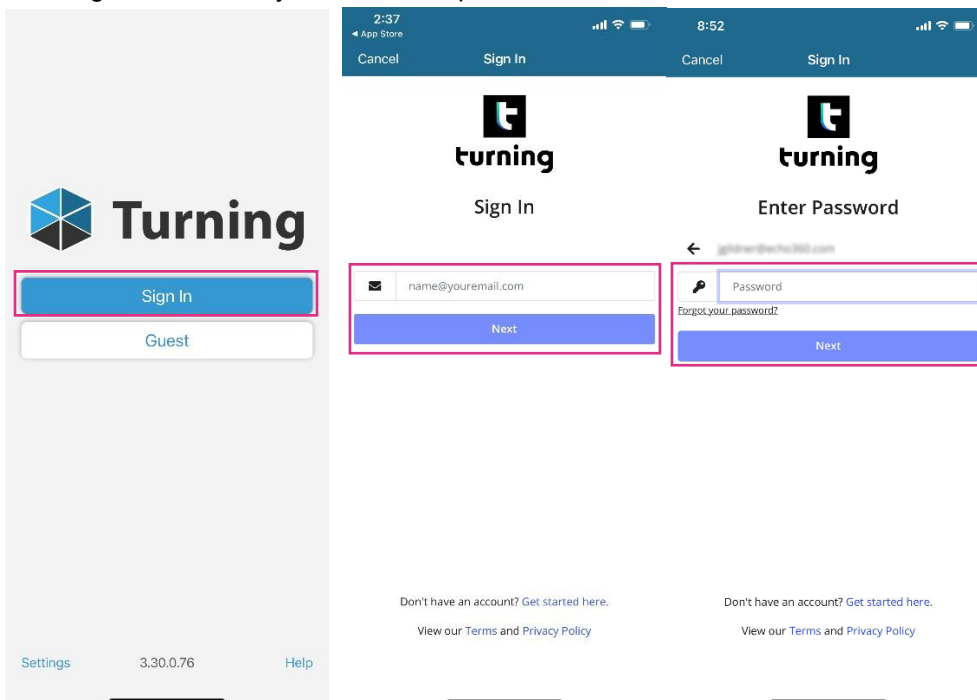 Turning
Sign In
Guest
Settings
3.30.0.76
Help
2:37
App Store
Cancel
Sign In
turning
Sign In
name@youremail.com
Next
Don't have an account? Get started here.
View our Terms and Privacy Policy
8:52
Cancel
Sign In
turning
Enter Password
Password
Forgot your password?
Next
Don't have an account? Get started here.
View our Terms and Privacy Policy